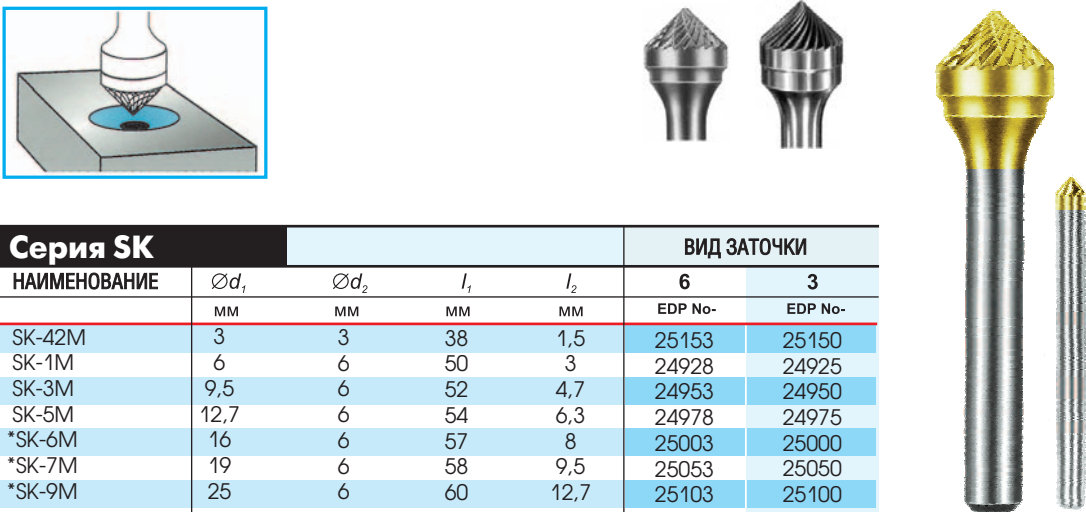 Серия SK
ВИД ЗАТОЧКИ
НАИМЕНОВАНИЕ Ød₁ Ød₂ l₁ l₂ 6 3
мм мм мм мм EDP No- EDP No-
SK-42M 3 3 38 1,5 25153 25150
SK-1M 6 6 50 3 24928 24925
SK-3M 9,5 6 52 4,7 24953 24950
SK-5M 12,7 6 54 6,3 24978 24975
*SK-6M 16 6 57 8 25003 25000
*SK-7M 19 6 58 9,5 25053 25050
*SK-9M 25 6 60 12,7 25103 25100